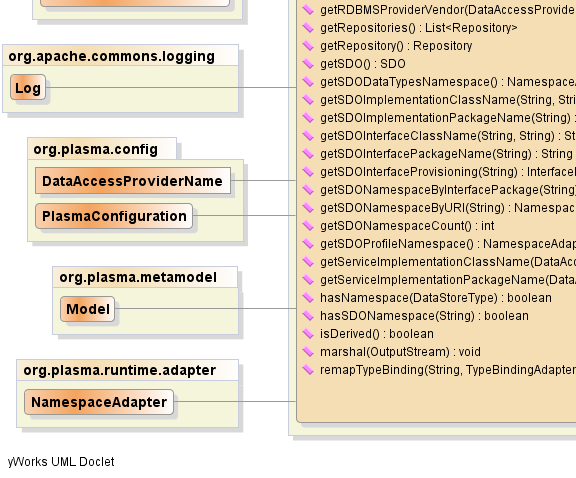 org.apache.commons.logging
Log
org.plasma.config
DataAccessProviderName
PlasmaConfiguration
org.plasma.metamodel
Model
org.plasma.runtime.adapter
NamespaceAdapter
getRDBMSProviderVendor(DataAccessProvide
getRepositories() : List<Repository>
getRepository() : Repository
getSDO() : SDO
getSDODataTypesNamespace() : NamespaceA
getSDOImplementationClassName(String, Stri
getSDOImplementationPackageName(String) :
getSDOInterfaceClassName(String, String) : St
getSDOInterfacePackageName(String) : String
getSDOInterfaceProvisioning(String) : InterfaceP
getSDONamespaceByInterfacePackage(String)
getSDONamespaceByURI(String) : Namespac
getSDONamespaceCount() : int
getSDOProfileNamespace() : NamespaceAdap
getServiceImplementationClassName(DataAcc
getServiceImplementationPackageName(DataA
hasNamespace(DataStoreType) : boolean
hasSDONamespace(String) : boolean
isDerived() : boolean
marshal(OutputStream) : void
remapTypeBinding(String, TypeBindingAdapter
yWorks UML Doclet